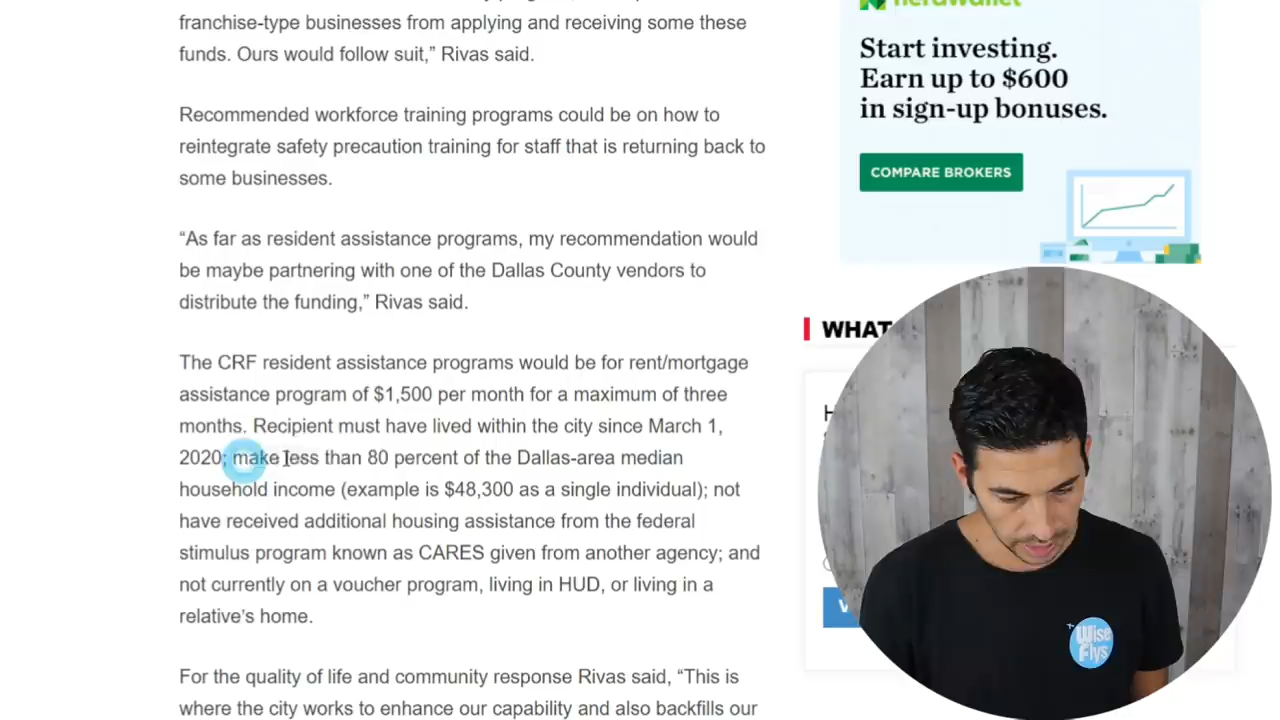 franchise-type businesses from applying and receiving some these
funds. Ours would follow suit,” Rivas said.
Recommended workforce training programs could be on how to
reintegrate safety precaution training for staff that is returning back to
some businesses.
“As far as resident assistance programs, my recommendation would
be maybe partnering with one of the Dallas County vendors to
distribute the funding,” Rivas said.
The CRF resident assistance programs would be for rent/mortgage
assistance program of $1,500 per month for a maximum of three
months. Recipient must have lived within the city since March 1,
2020; make less than 80 percent of the Dallas-area median
household income (example is $48,300 as a single individual); not
have received additional housing assistance from the federal
stimulus program known as CARES given from another agency; and
not currently on a voucher program, living in HUD, or living in a
relative’s home.
For the quality of life and community response Rivas said, “This is
where the city works to enhance our capability and also backfills our
nerdwallet
Start investing.
Earn up to $600
in sign-up bonuses.
COMPARE BROKERS
WHAT
Wise
Flys